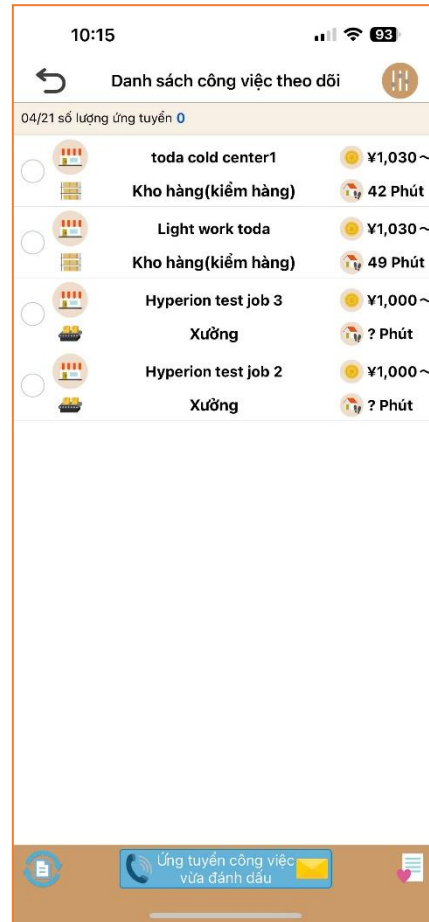 10:15
93
Danh sách công việc theo dõi
04/21 số lượng ứng tuyển 0
toda cold center1 ¥1,030～
Kho hàng(kiểm hàng) 42 Phút
Light work toda ¥1,030～
Kho hàng(kiểm hàng) 49 Phút
Hyperion test job 3 ¥1,000～
Xưởng ? Phút
Hyperion test job 2 ¥1,000～
Xưởng ? Phút
Ứng tuyển công việc
vừa đánh dấu